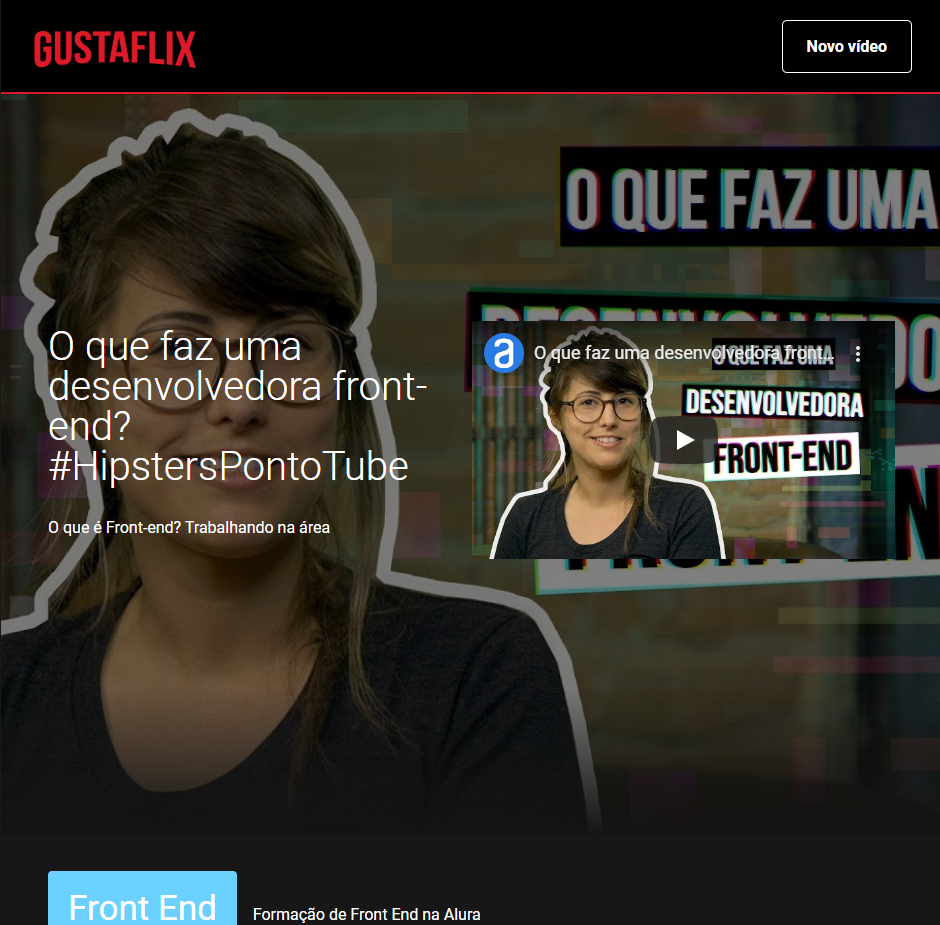 GUSTAFLIX
Novo vídeo
O QUE FAZ UMA
DESENVOLVEDO
O que faz uma
desenvolvedora front-
end?
#HipstersPontoTube
O que é Front-end? Trabalhando na área
a O que faz uma desenvolvedora front...
O QUE FAZ UMA
DESENVOLVEDORA
FRONT-END
Front End
Formação de Front End na Alura